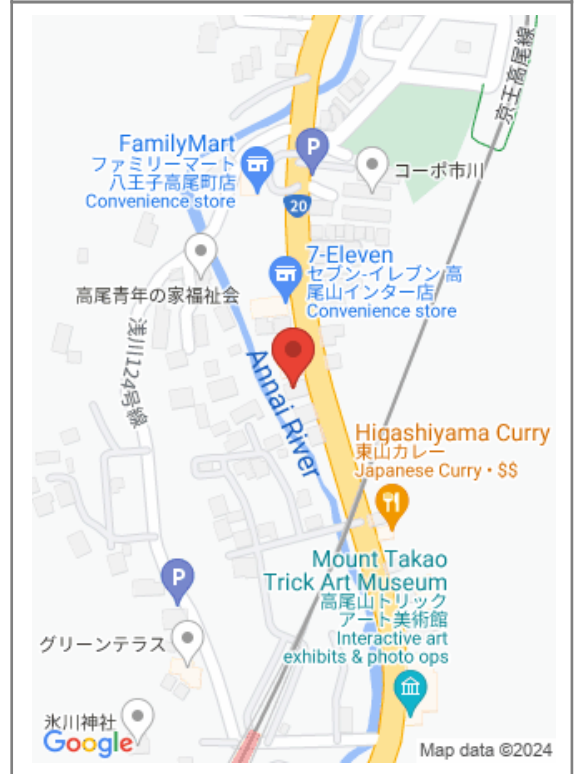 京王高尾線
FamilyMart
ファミリーマート
八王子高尾町店
Convenience store
P
コーポ市川
20
7-Eleven
セブン-イレブン 高
尾山インター店
Convenience store
高尾青年の家福祉会
浅川124号線
Annai River
Higashiyama Curry
東山カレー
Japanese Curry • $$
Mount Takao
Trick Art Museum
高尾山トリック
アート美術館
Interactive art
exhibits & photo ops
P
グリーンテラス
氷川神社
Google
Map data ©2024